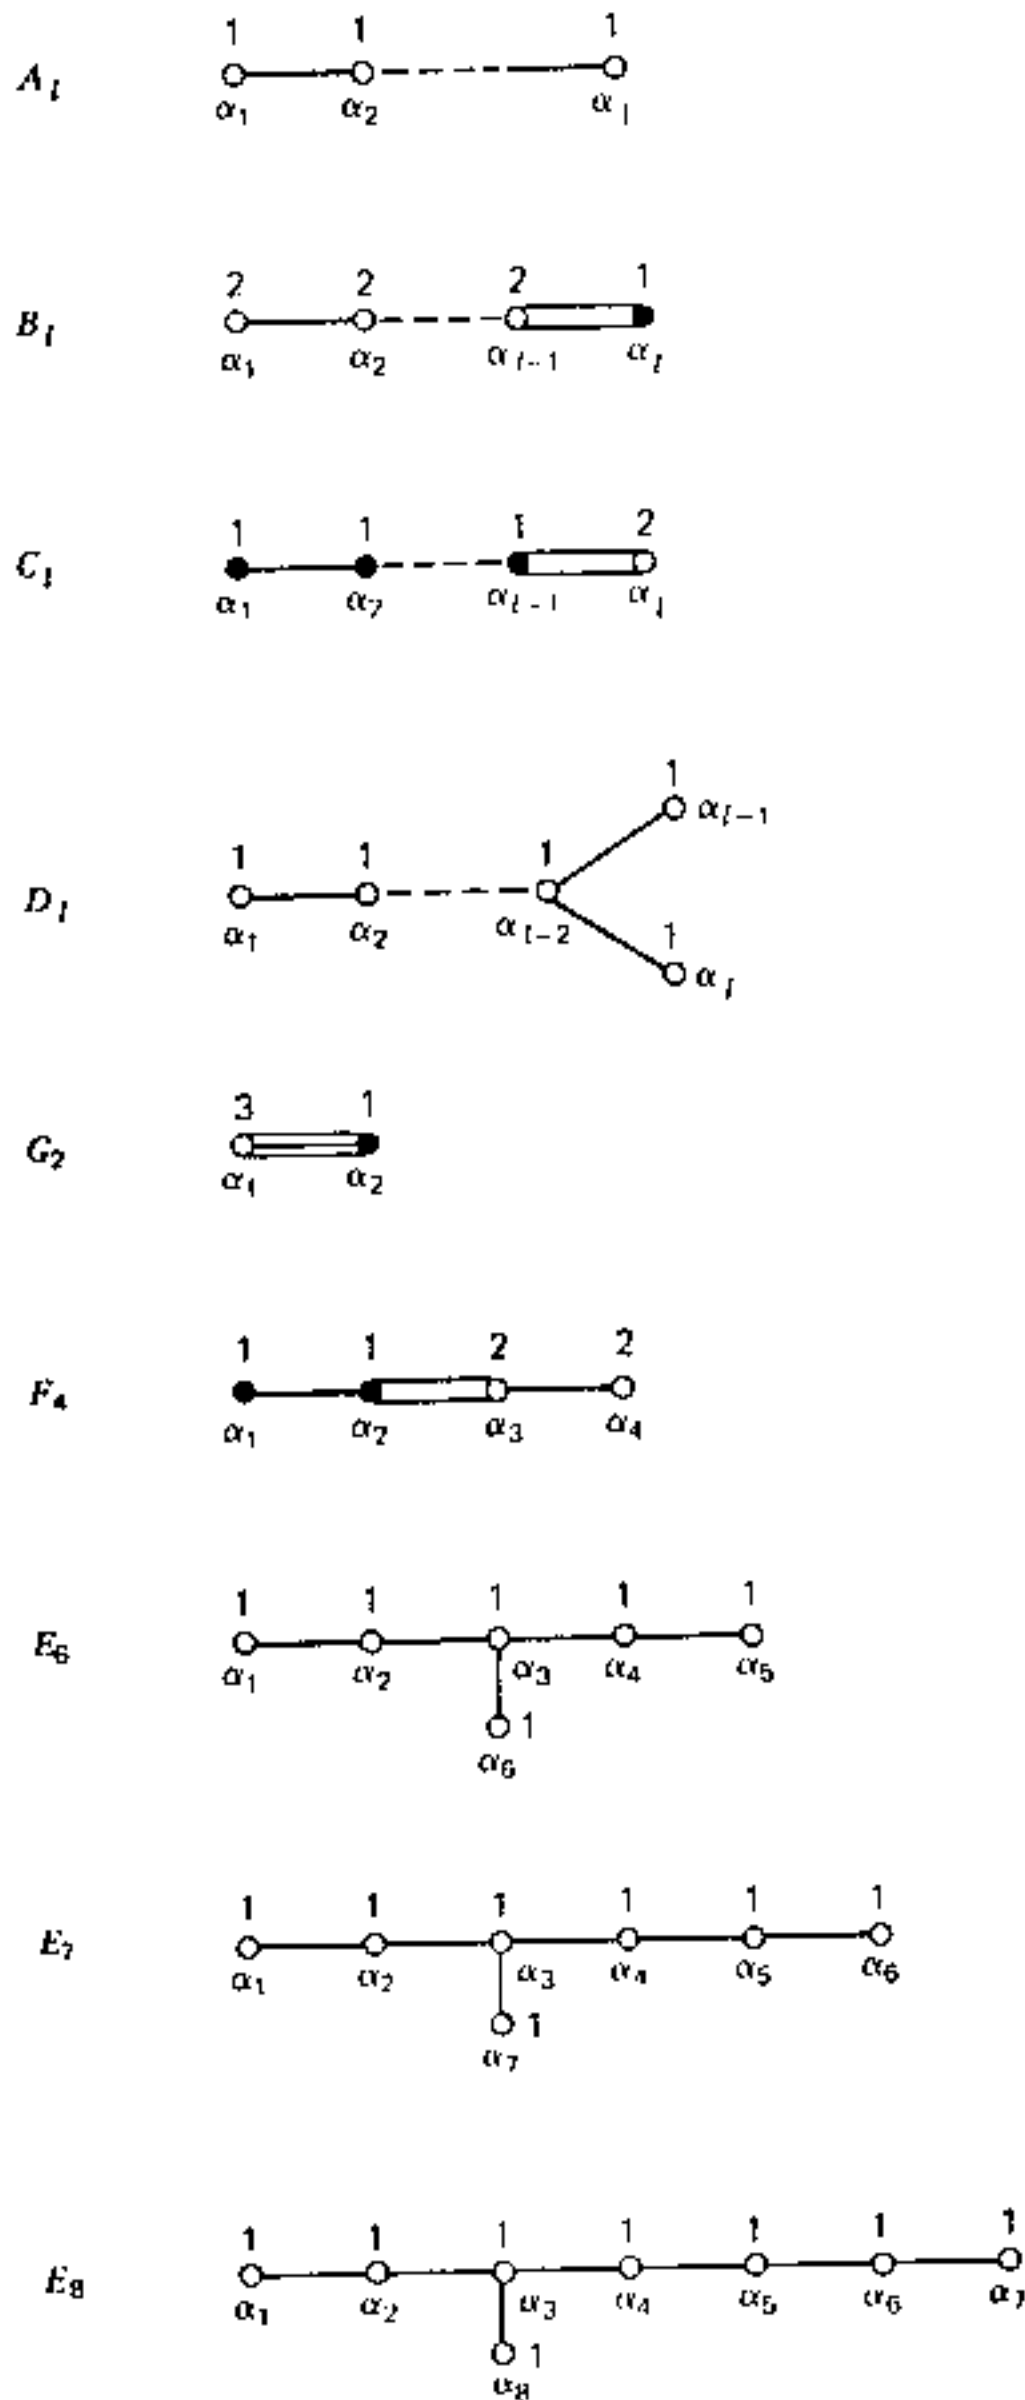 1 1 1
A_l
α_1 α_2 α_l
2 2 2 1
B_l
α_1 α_2 α_{l-1} α_l
1 1 1 2
C_l
α_1 α_2 α_{l-1} α_l
1
α_{l-1}
1 1 1
D_l
α_1 α_2 α_{l-2}
1
α_l
3 1
G_2
α_1 α_2
1 1 2 2
F_4
α_1 α_2 α_3 α_4
1 1 1 1 1
E_6
α_1 α_2 α_3 α_4 α_5
1
α_6
1 1 1 1 1 1
E_7
α_1 α_2 α_3 α_4 α_5 α_6
1
α_7
1 1 1 1 1 1 1
E_8
α_1 α_2 α_3 α_4 α_5 α_6 α_7
1
α_8